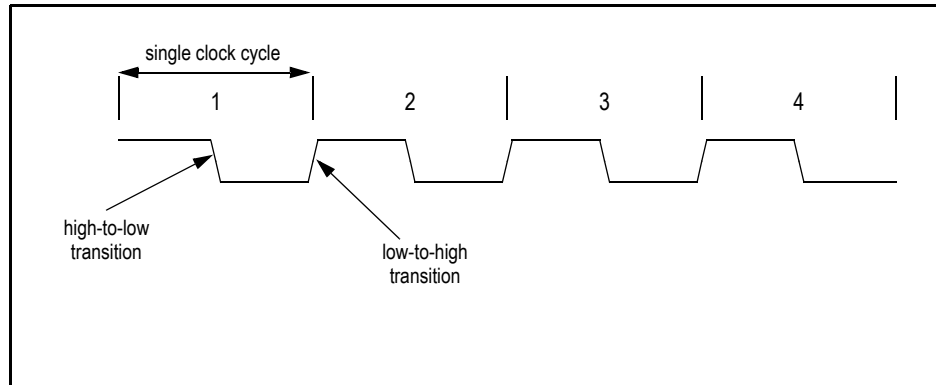 single clock cycle
1 2 3 4
high-to-low
transition
low-to-high
transition